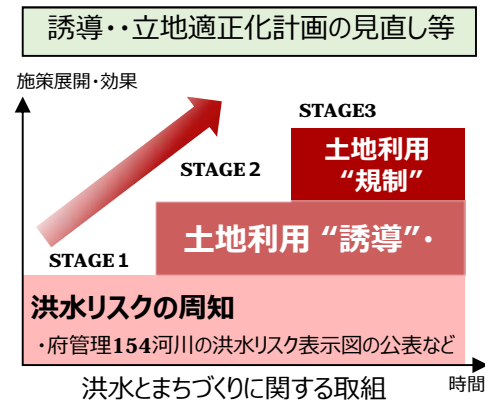 誘導・・立地適正化計画の見直し等
施策展開・効果
STAGE3
土地利用
“規制”
STAGE２
土地利用 “誘導”・
STAGE１
洪水リスクの周知
・府管理154河川の洪水リスク表示図の公表など
洪水とまちづくりに関する取組
時間